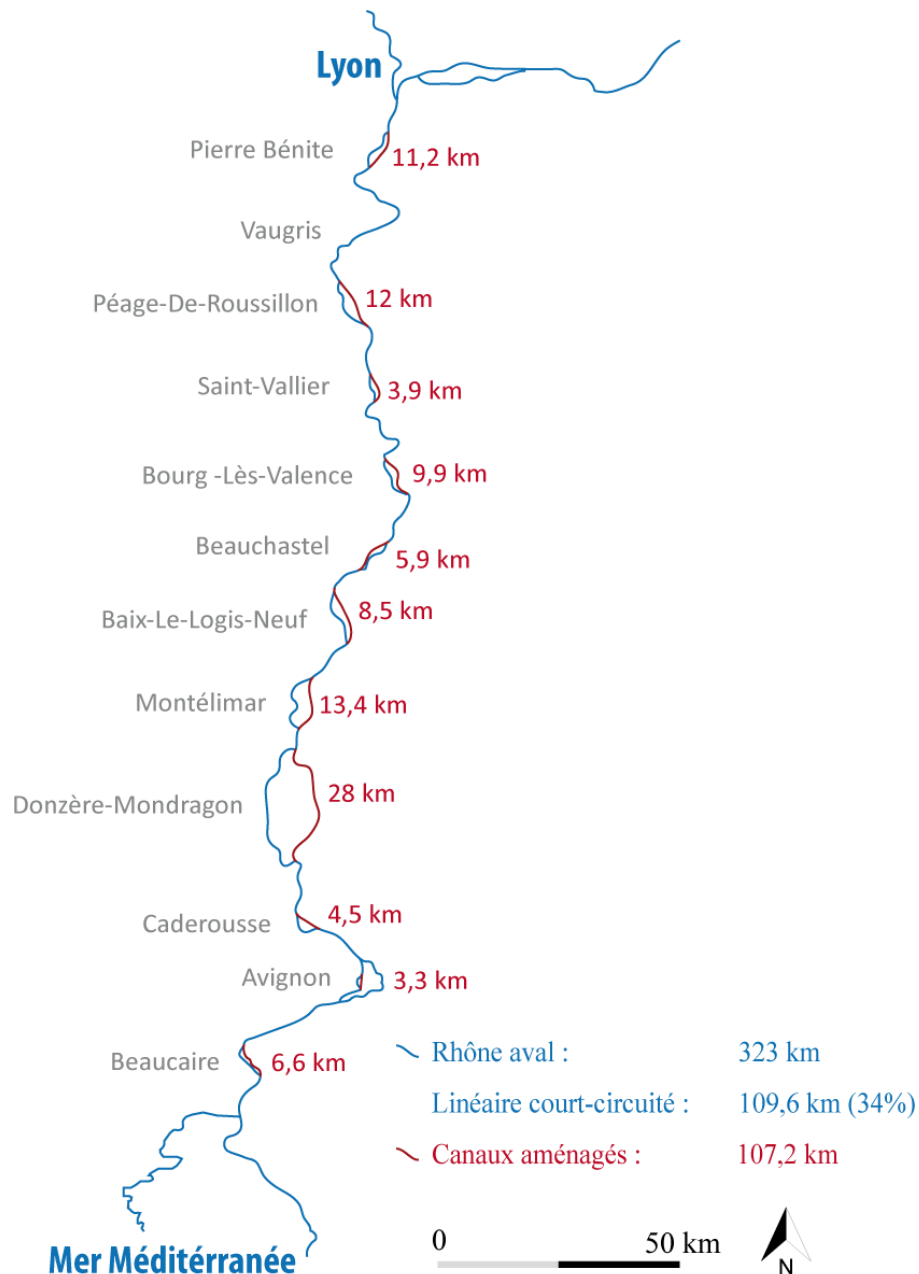 Lyon
Pierre Bénite
11,2 km
Vaugris
Péage-De-Roussillon
12 km
Saint-Vallier
3,9 km
Bourg -Lès-Valence
9,9 km
Beauchastel
5,9 km
Baix-Le-Logis-Neuf
8,5 km
Montélimar
13,4 km
Donzère-Mondragon
28 km
Caderousse
4,5 km
Avignon
3,3 km
Beaucaire
6,6 km
Rhône aval : 323 km
Linéaire court-circuité : 109,6 km (34%)
Canaux aménagés : 107,2 km
Mer Méditérranée
0 50 km
N